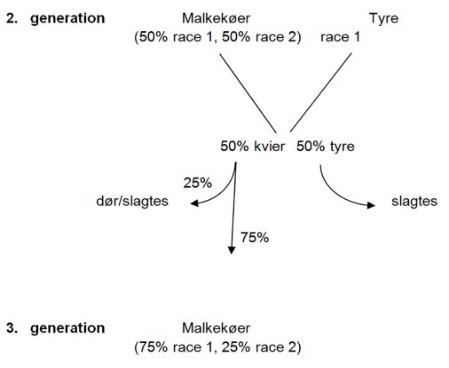 2. generation Malkekøer Tyre
(50% race 1, 50% race 2) race 1
50% kvier 50% tyre
25%
dør/slagtes slagtes
75%
3. generation Malkekøer
(75% race 1, 25% race 2)